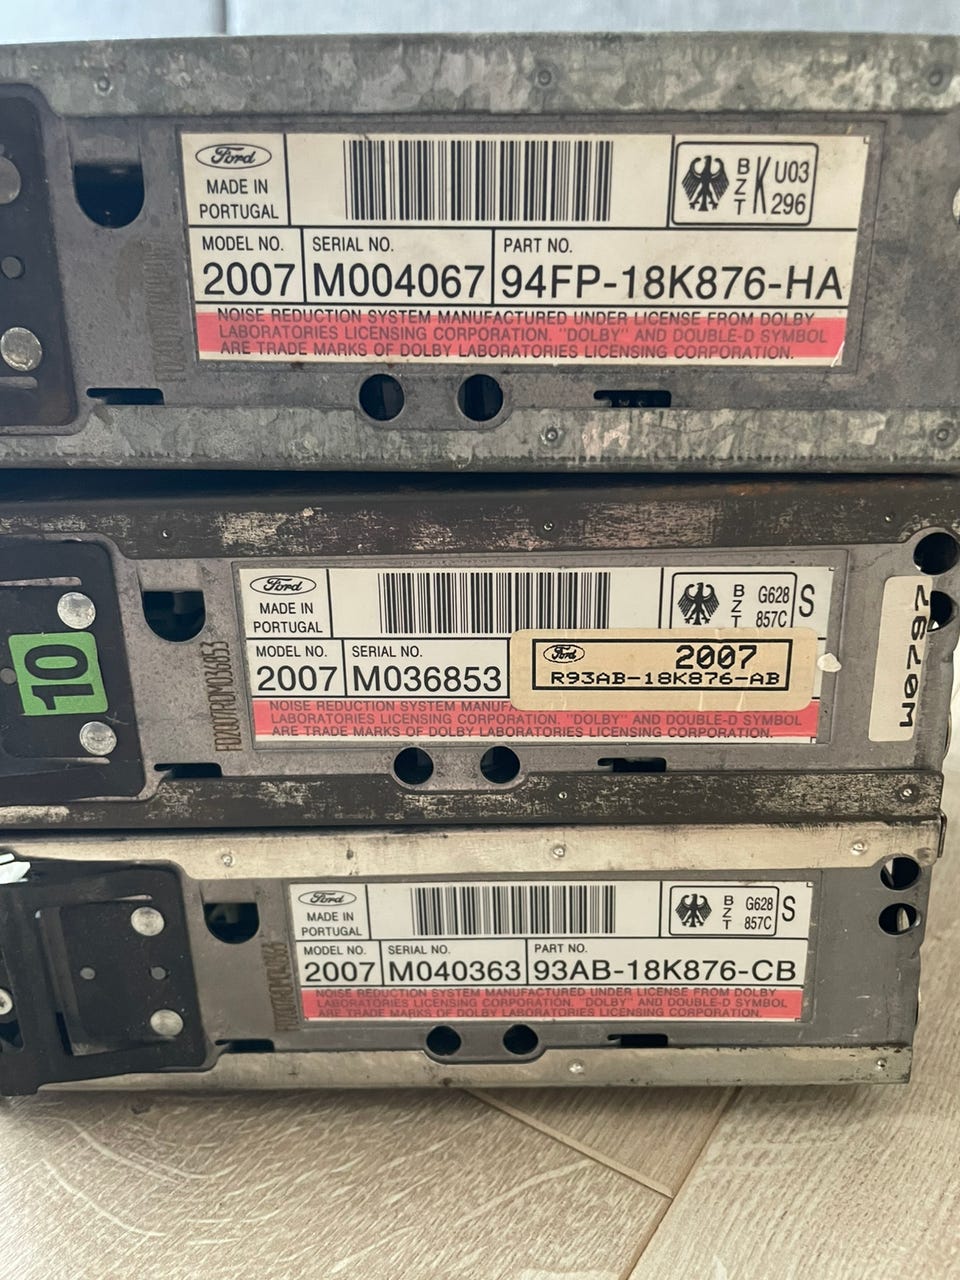 Ford
MADE IN
PORTUGAL
BZT K U03
296
MODEL NO.
2007
SERIAL NO.
M004067
PART NO.
94FP-18K876-HA
NOISE REDUCTION SYSTEM MANUFACTURED UNDER LICENSE FROM DOLBY
LABORATORIES LICENSING CORPORATION. "DOLBY" AND DOUBLE-D SYMBOL
ARE TRADE MARKS OF DOLBY LABORATORIES LICENSING CORPORATION.
10
FD2007RDM036853
Ford
MADE IN
PORTUGAL
BZT G628
857C S
MODEL NO.
2007
SERIAL NO.
M036853
Ford 2007
R93AB-18K876-AB
NOISE REDUCTION SYSTEM MANUF
LABORATORIES LICENSING CORPORATION. "DOLBY" AND DOUBLE-D SYMBOL
ARE TRADE MARKS OF DOLBY LABORATORIES LICENSING CORPORATION.
Ford
MADE IN
PORTUGAL
BZT G628
857C S
MODEL NO.
2007
SERIAL NO.
M040363
PART NO.
93AB-18K876-CB
NOISE REDUCTION SYSTEM MANUFACTURED UNDER LICENSE FROM DOLBY
LABORATORIES LICENSING CORPORATION. "DOLBY" AND DOUBLE-D SYMBOL
ARE TRADE MARKS OF DOLBY LABORATORIES LICENSING CORPORATION.